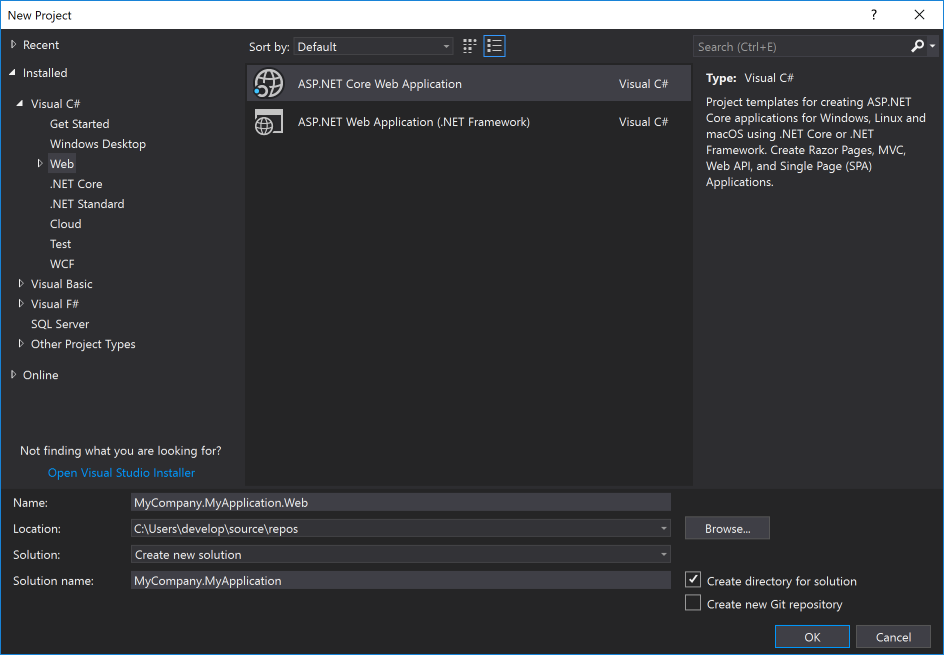 New Project
?
Recent
Installed
Visual C#
Get Started
Windows Desktop
Web
.NET Core
.NET Standard
Cloud
Test
WCF
Visual Basic
Visual F#
SQL Server
Other Project Types
Online
Not finding what you are looking for?
Open Visual Studio Installer
Sort by: Default
ASP.NET Core Web Application Visual C#
ASP.NET Web Application (.NET Framework) Visual C#
Search (Ctrl+E)
Type: Visual C#
Project templates for creating ASP.NET
Core applications for Windows, Linux and
macOS using .NET Core or .NET
Framework. Create Razor Pages, MVC,
Web API, and Single Page (SPA)
Applications.
Name: MyCompany.MyApplication.Web
Location: C:\Users\develop\source\repos
Browse...
Solution: Create new solution
Solution name: MyCompany.MyApplication
Create directory for solution
Create new Git repository
OK
Cancel